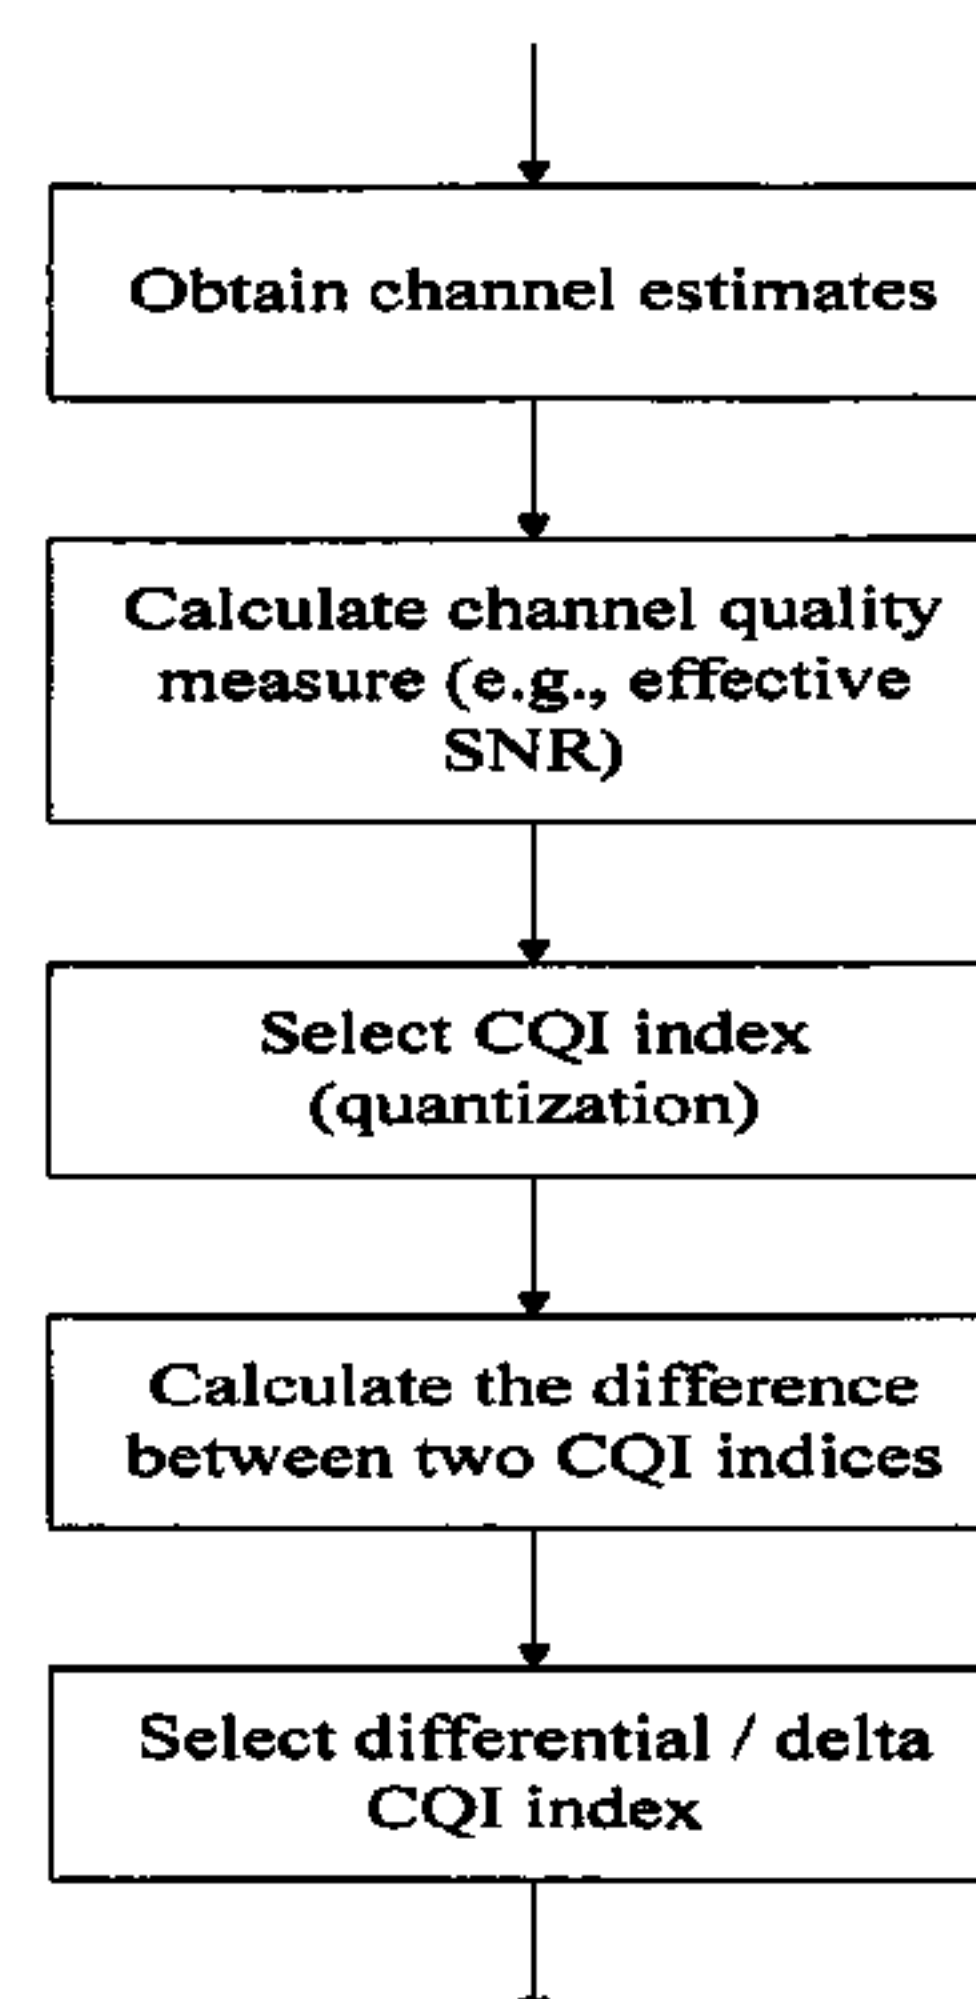 Obtain channel estimates
Calculate channel quality
measure (e.g., effective
SNR)
Select CQI index
(quantization)
Calculate the difference
between two CQI indices
Select differential / delta
CQI index